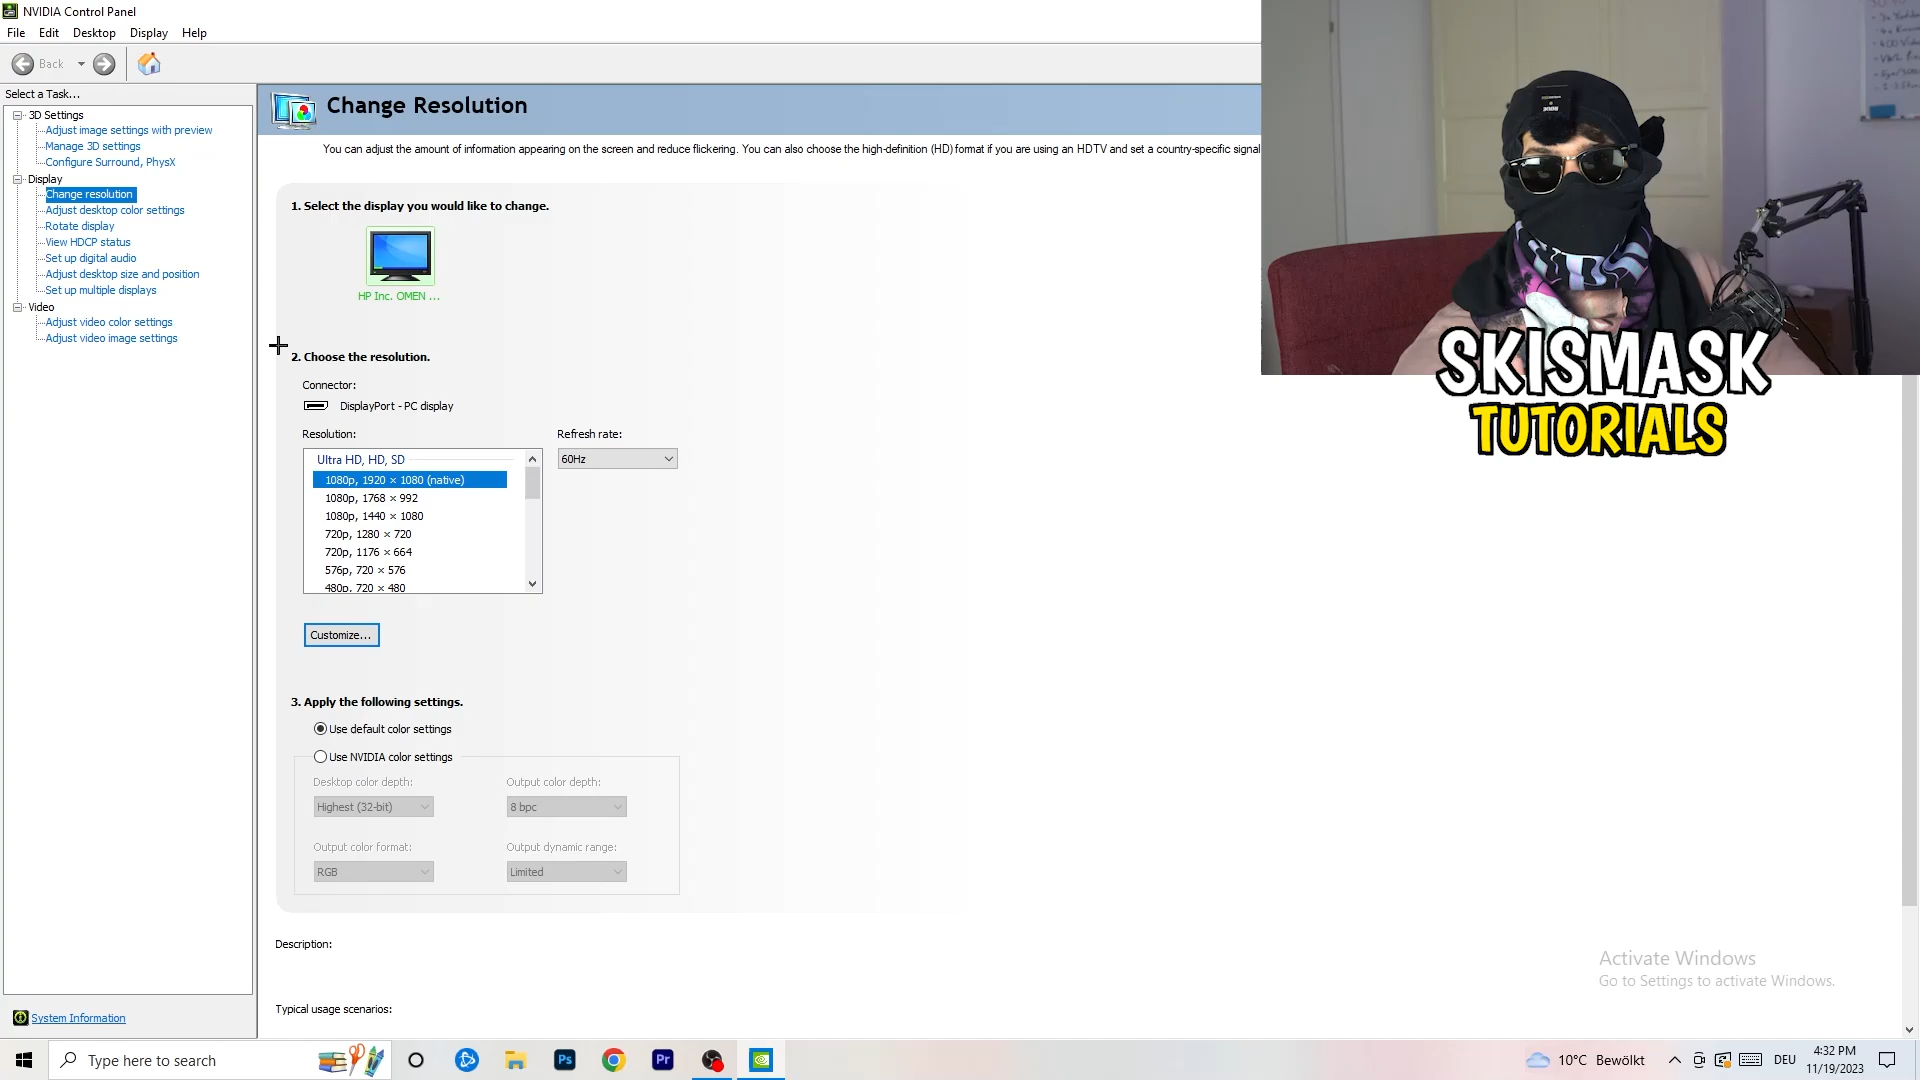 NVIDIA Control Panel
File Edit Desktop Display Help
Back
Select a Task...
3D Settings
Adjust image settings with preview
Manage 3D settings
Configure Surround, PhysX
Display
Change resolution
Adjust desktop color settings
Rotate display
View HDCP status
Set up digital audio
Adjust desktop size and position
Set up multiple displays
Video
Adjust video color settings
Adjust video image settings
System Information
Change Resolution
You can adjust the amount of information appearing on the screen and reduce flickering. You can also choose the high-definition (HD) format if you are using an HDTV and set a country-specific signal
1. Select the display you would like to change.
HP Inc. OMEN ...
2. Choose the resolution.
Connector:
DisplayPort - PC display
Resolution:
Refresh rate:
Ultra HD, HD, SD
60Hz
1080p, 1920 × 1080 (native)
1080p, 1768 × 992
1080p, 1440 × 1080
720p, 1280 × 720
720p, 1176 × 664
576p, 720 × 576
480p, 720 × 480
Customize...
3. Apply the following settings.
Use default color settings
Use NVIDIA color settings
Desktop color depth:
Output color depth:
Highest (32-bit)
8 bpc
Output color format:
Output dynamic range:
RGB
Limited
Description:
Typical usage scenarios:
SKISMASK
TUTORIALS
Activate Windows
Go to Settings to activate Windows.
Type here to search
Ps
Pr
10°C Bewölkt
DEU
4:32 PM
11/19/2023